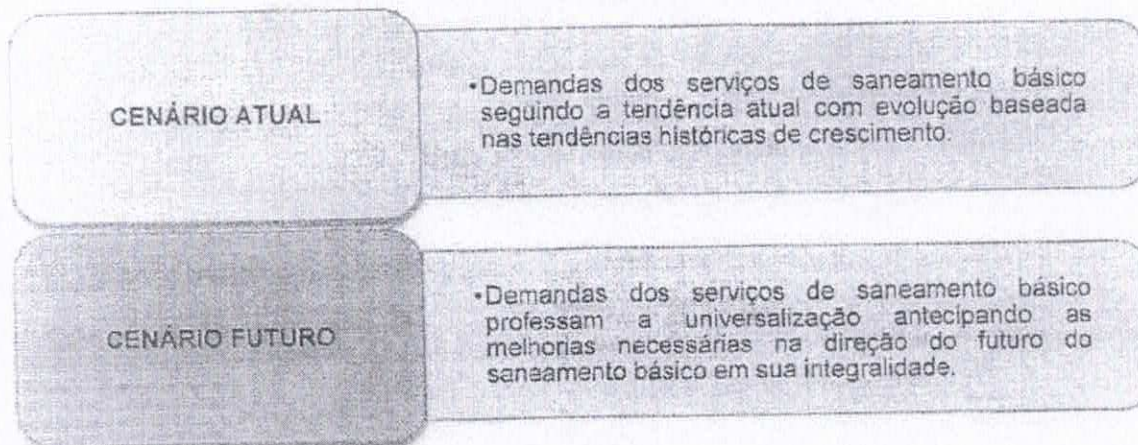 CENÁRIO ATUAL
•Demandas dos serviços de saneamento básico
seguindo a tendência atual com evolução baseada
nas tendências históricas de crescimento.
CENÁRIO FUTURO
•Demandas dos serviços de saneamento básico
professam a universalização antecipando as
melhorias necessárias na direção do futuro do
saneamento básico em sua integralidade.